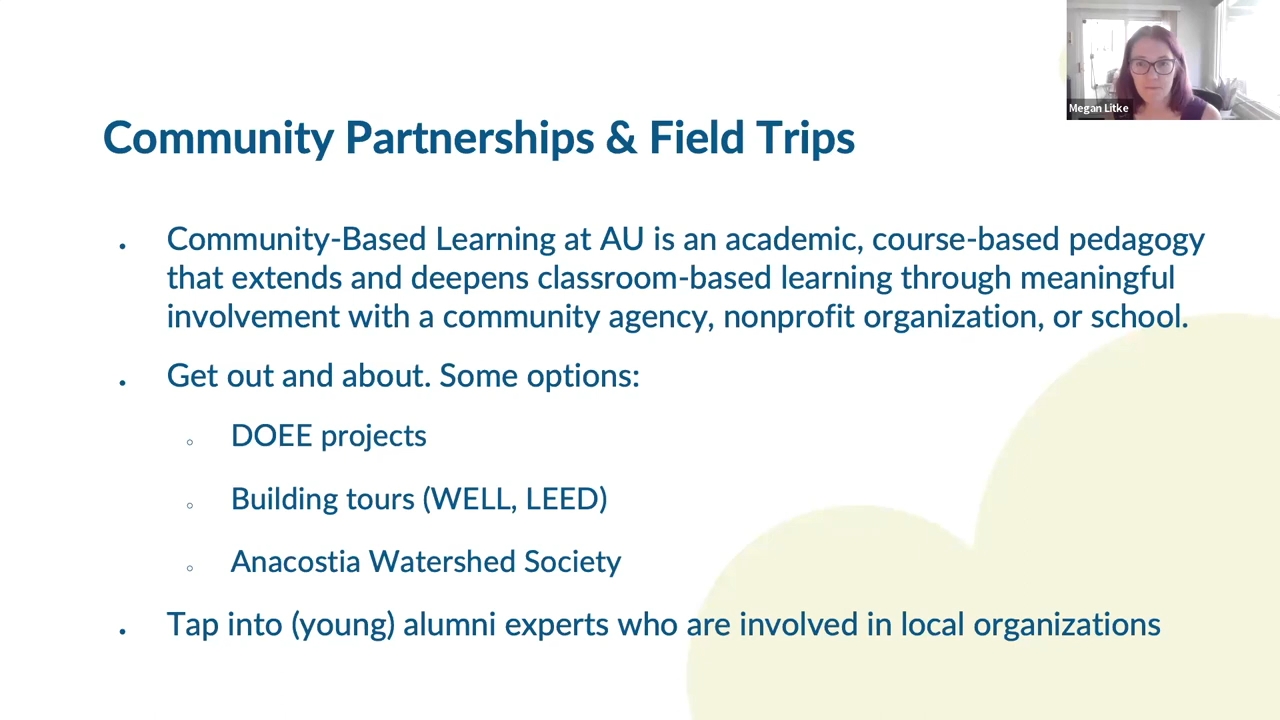 Megan Litke
Community Partnerships & Field Trips
Community-Based Learning at AU is an academic, course-based pedagogy
that extends and deepens classroom-based learning through meaningful
involvement with a community agency, nonprofit organization, or school.
Get out and about. Some options:
DOEE projects
Building tours (WELL, LEED)
Anacostia Watershed Society
Tap into (young) alumni experts who are involved in local organizations